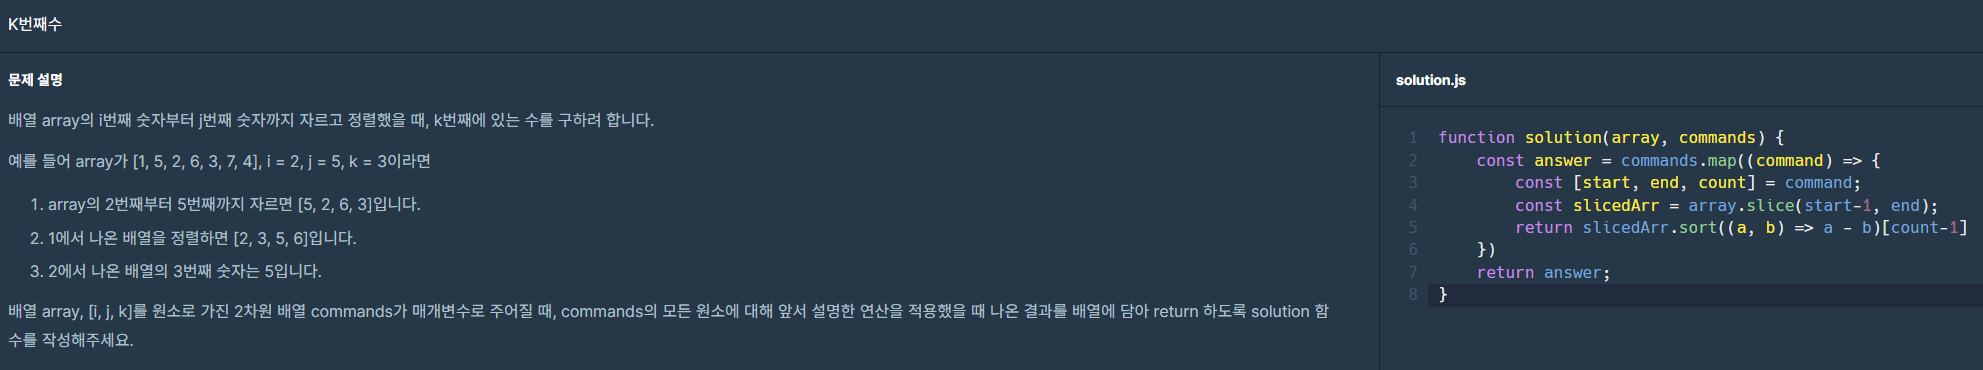 K번째수
문제 설명
배열 array의 i번째 숫자부터 j번째 숫자까지 자르고 정렬했을 때, k번째에 있는 수를 구하려 합니다.
예를 들어 array가 [1, 5, 2, 6, 3, 7, 4], i = 2, j = 5, k = 3이라면
1. array의 2번째부터 5번째까지 자르면 [5, 2, 6, 3]입니다.
2. 1에서 나온 배열을 정렬하면 [2, 3, 5, 6]입니다.
3. 2에서 나온 배열의 3번째 숫자는 5입니다.
배열 array, [i, j, k]를 원소로 가진 2차원 배열 commands가 매개변수로 주어질 때, commands의 모든 원소에 대해 앞서 설명한 연산을 적용했을 때 나온 결과를 배열에 담아 return 하도록 solution 함
수를 작성해주세요.
solution.js
1 function solution(array, commands) {
2     const answer = commands.map((command) => {
3         const [start, end, count] = command;
4         const slicedArr = array.slice(start-1, end);
5         return slicedArr.sort((a, b) => a - b)[count-1]
6     })
7     return answer;
8 }